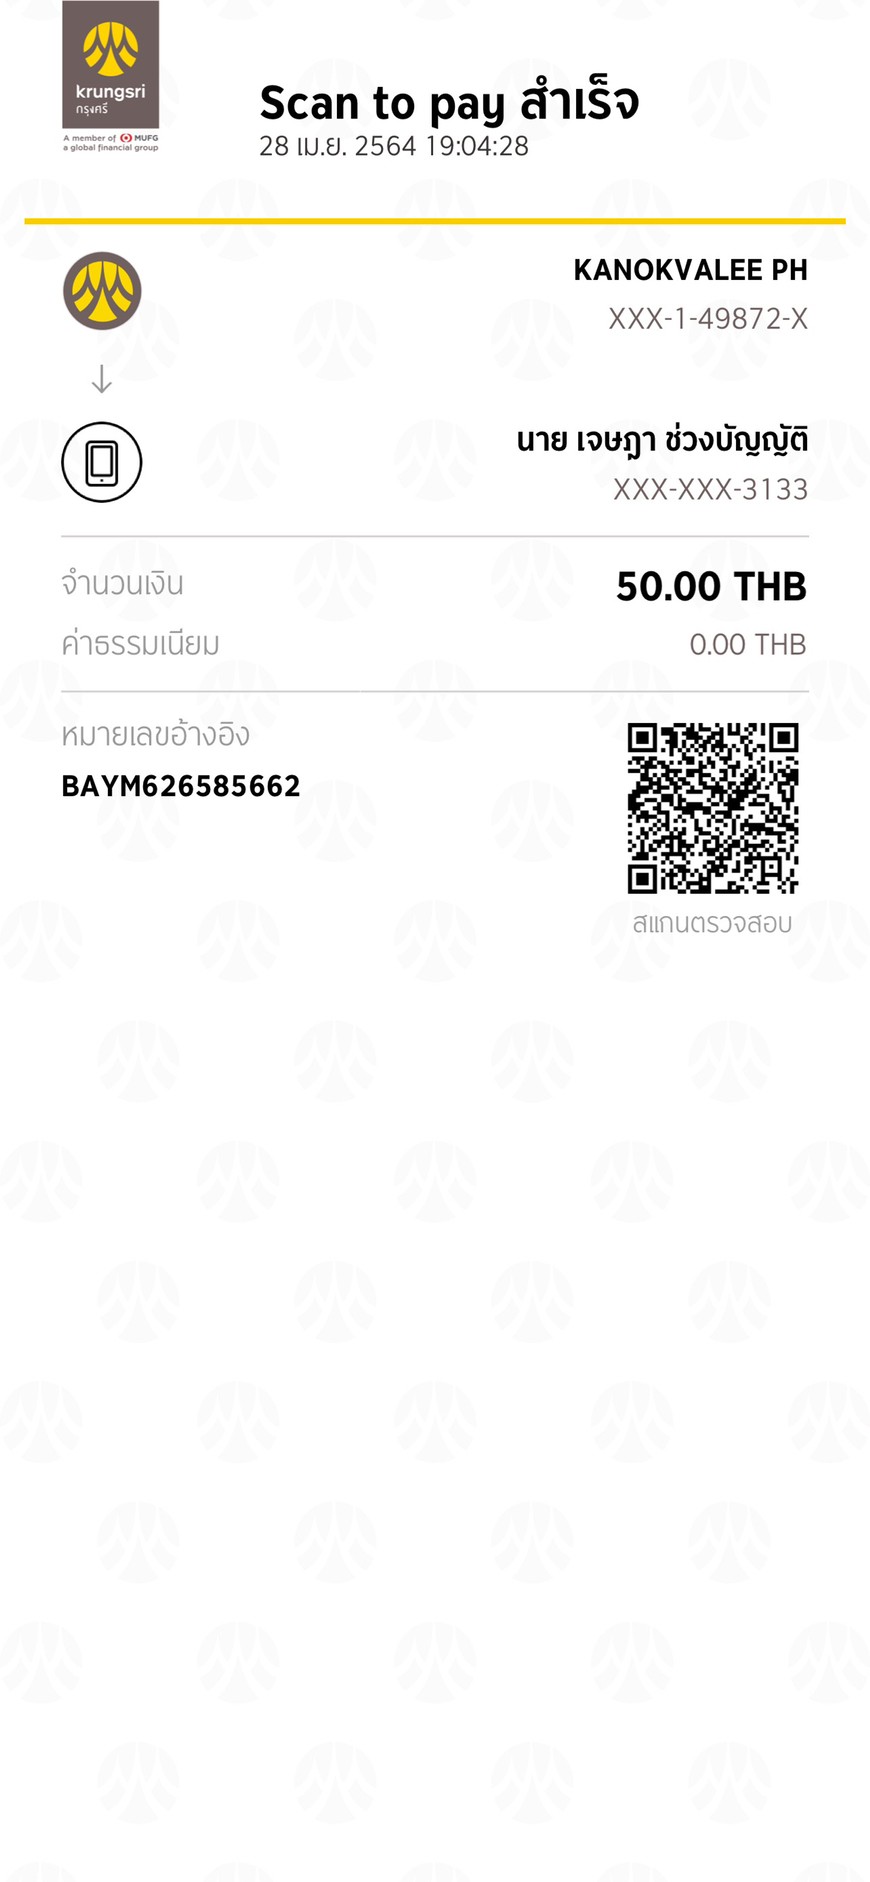 krungsri
กรุงศรี
A member of MUFG
a global financial group
Scan to pay สำเร็จ
28 เม.ย. 2564 19:04:28
KANOKVALEE PH
XXX-1-49872-X
นาย เจษฎา ช่วงบัญญัติ
XXX-XXX-3133
จำนวนเงิน 50.00 THB
ค่าธรรมเนียม 0.00 THB
หมายเลขอ้างอิง
BAYM626585662
สแกนตรวจสอบ